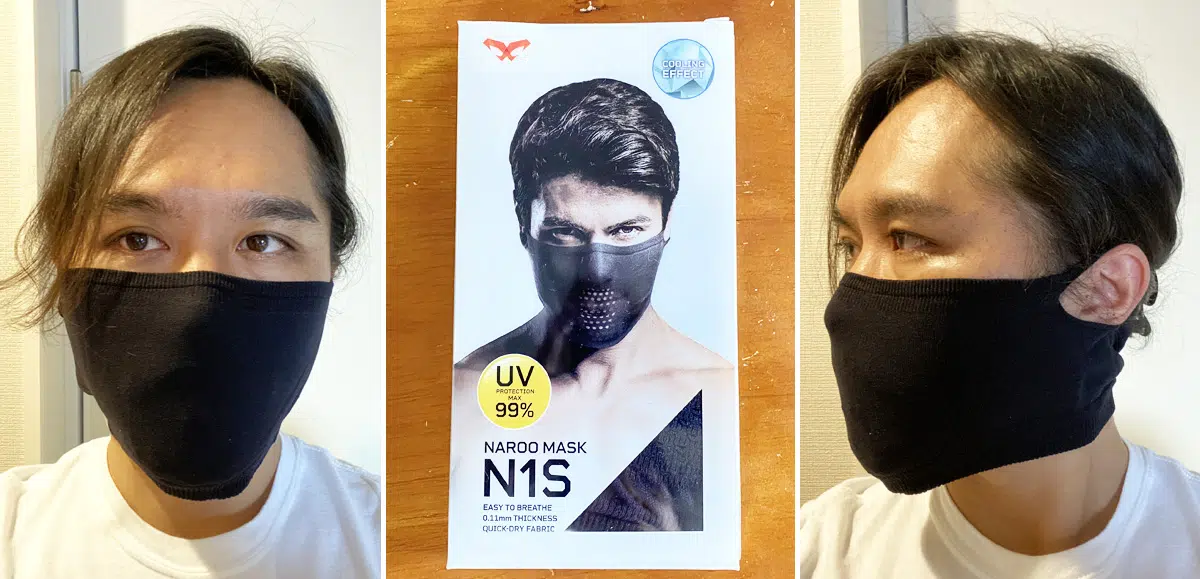 COOLING
EFFECT
UV
PROTECTION
MAX
99%
NAROO MASK
N1S
EASY TO BREATHE
0.11mm THICKNESS
QUICK-DRY FABRIC